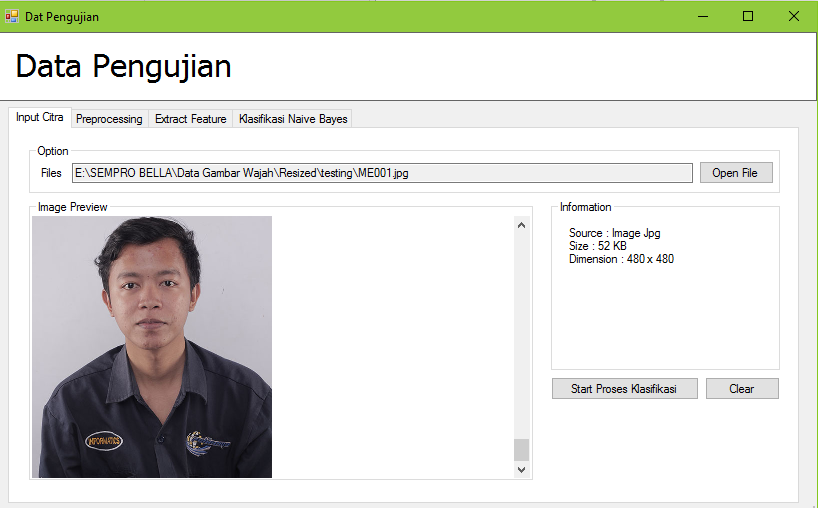 Dat Pengujian
Data Pengujian
Input Citra Preprocessing Extract Feature Klasifikasi Naive Bayes
Option
Files E:\SEMPRO BELLA\Data Gambar Wajah\Resized\testing\ME001.jpg Open File
Image Preview
Information
Source : Image Jpg
Size : 52 KB
Dimension : 480 x 480
Start Proses Klasifikasi Clear
INFORMATICS